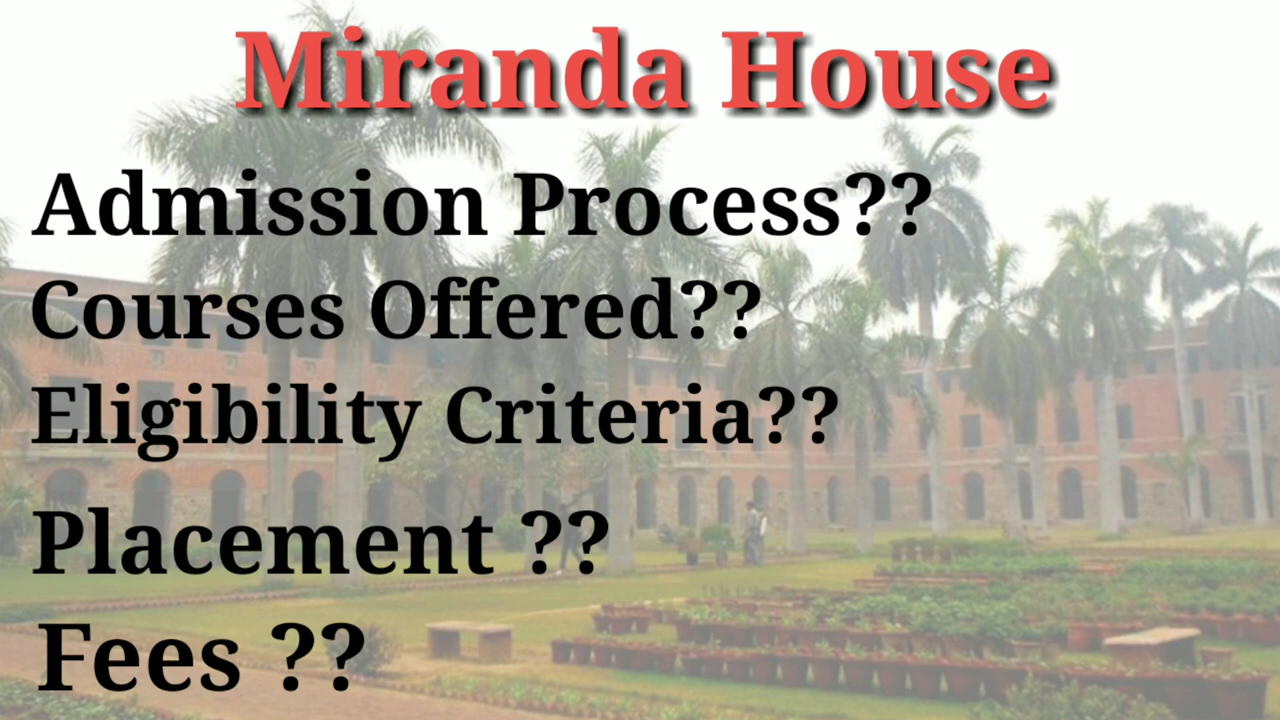 Miranda House
Admission Process??
Courses Offered??
Eligibility Criteria??
Placement ??
Fees ??